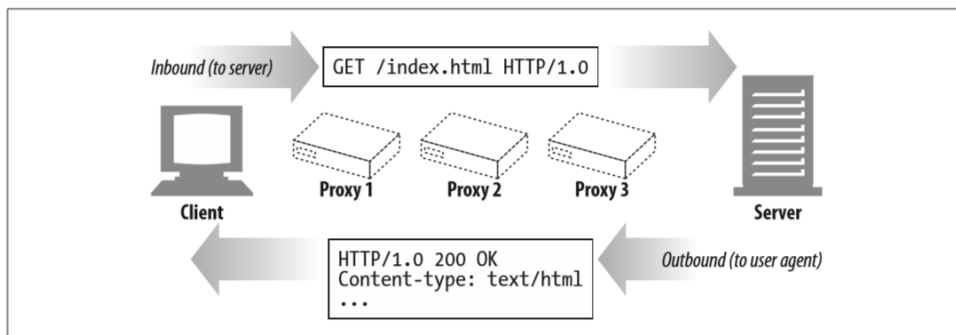 Inbound (to server)
GET /index.html HTTP/1.0
Proxy 1
Proxy 2
Proxy 3
Client
Server
HTTP/1.0 200 OK
Content-type: text/html
...
Outbound (to user agent)